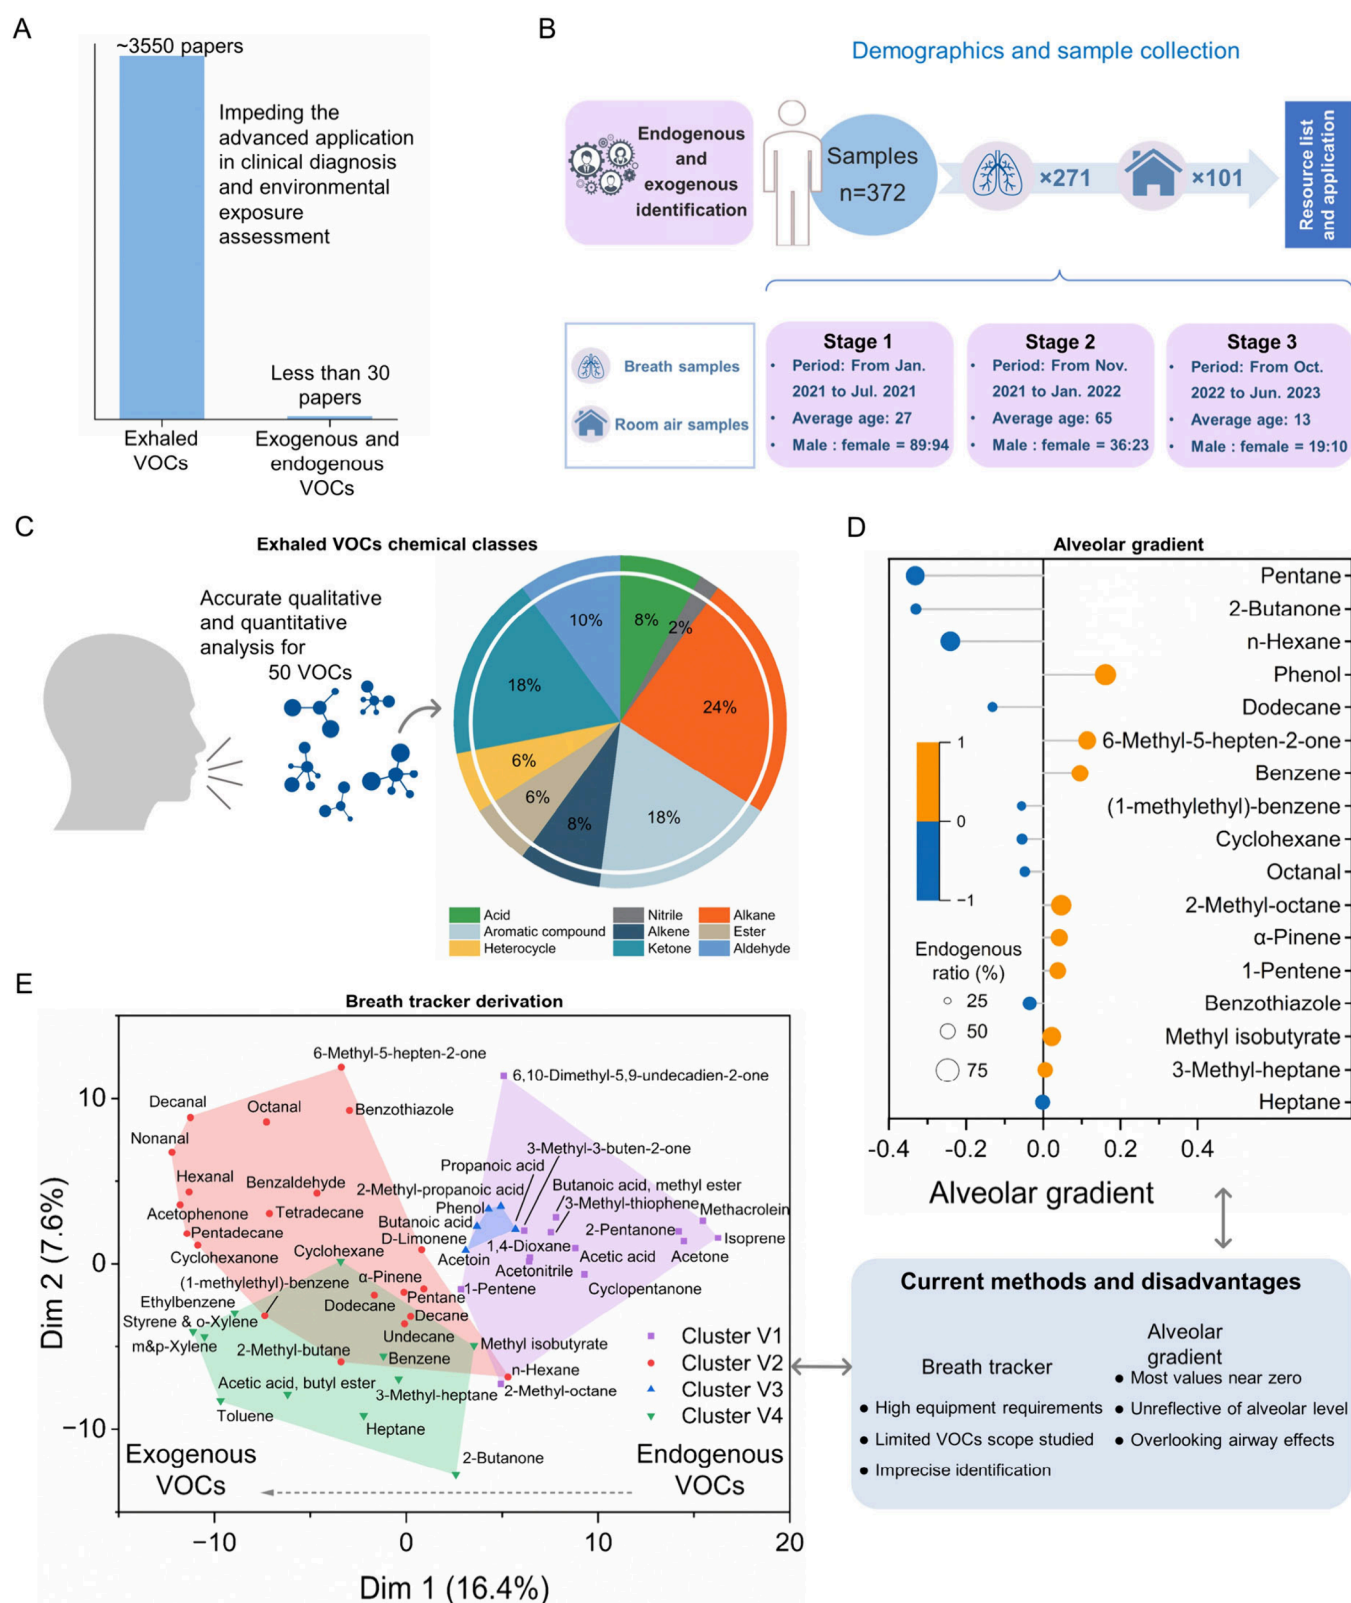 A
~3550 papers
Impeding the
advanced application
in clinical diagnosis
and environmental
exposure
assessment
Less than 30
papers
Exhaled
VOCs
Exogenous and
endogenous
VOCs
B
Demographics and sample collection
Endogenous
and
exogenous
identification
Samples
n=372
×271
×101
Resource list
and application
Breath samples
Room air samples
Stage 1
• Period: From Jan.
2021 to Jul. 2021
• Average age: 27
• Male : female = 89:94
Stage 2
• Period: From Nov.
2021 to Jan. 2022
• Average age: 65
• Male : female = 36:23
Stage 3
• Period: From Oct.
2022 to Jun. 2023
• Average age: 13
• Male : female = 19:10
C
Exhaled VOCs chemical classes
Accurate qualitative
and quantitative
analysis for
50 VOCs
8%
2%
24%
18%
8%
6%
6%
18%
10%
Acid
Nitrile
Alkane
Aromatic compound
Alkene
Ester
Heterocycle
Ketone
Aldehyde
D
Alveolar gradient
Pentane
2-Butanone
n-Hexane
Phenol
Dodecane
6-Methyl-5-hepten-2-one
Benzene
(1-methylethyl)-benzene
Cyclohexane
Octanal
2-Methyl-octane
α-Pinene
1-Pentene
Benzothiazole
Methyl isobutyrate
3-Methyl-heptane
Heptane
1
0
−1
Endogenous
ratio (%)
25
50
75
-0.4 -0.2 0.0 0.2 0.4
Alveolar gradient
E
Breath tracker derivation
6-Methyl-5-hepten-2-one
6,10-Dimethyl-5,9-undecadien-2-one
Decanal
Octanal
Benzothiazole
Nonanal
3-Methyl-3-buten-2-one
Propanoic acid
Hexanal
Benzaldehyde
2-Methyl-propanoic acid
Butanoic acid, methyl ester
3-Methyl-thiophene
Methacrolein
Acetophenone
Tetradecane
Phenol
Butanoic acid
2-Pentanone
Pentadecane
D-Limonene
1,4-Dioxane
Isoprene
Cyclohexanone
Cyclohexane
Acetoin
Acetic acid
Acetone
Acetonitrile
(1-methylethyl)-benzene
α-Pinene
1-Pentene
Cyclopentanone
Ethylbenzene
Dodecane
Pentane
Styrene & o-Xylene
Decane
Undecane
m&p-Xylene
2-Methyl-butane
Benzene
Methyl isobutyrate
n-Hexane
Acetic acid, butyl ester
3-Methyl-heptane
2-Methyl-octane
Toluene
Heptane
2-Butanone
Cluster V1
Cluster V2
Cluster V3
Cluster V4
Exogenous
VOCs
Endogenous
VOCs
10
0
−10
Dim 2 (7.6%)
−10 0 10 20
Dim 1 (16.4%)
Current methods and disadvantages
Breath tracker
● High equipment requirements
● Limited VOCs scope studied
● Imprecise identification
Alveolar
gradient
● Most values near zero
● Unreflective of alveolar level
● Overlooking airway effects